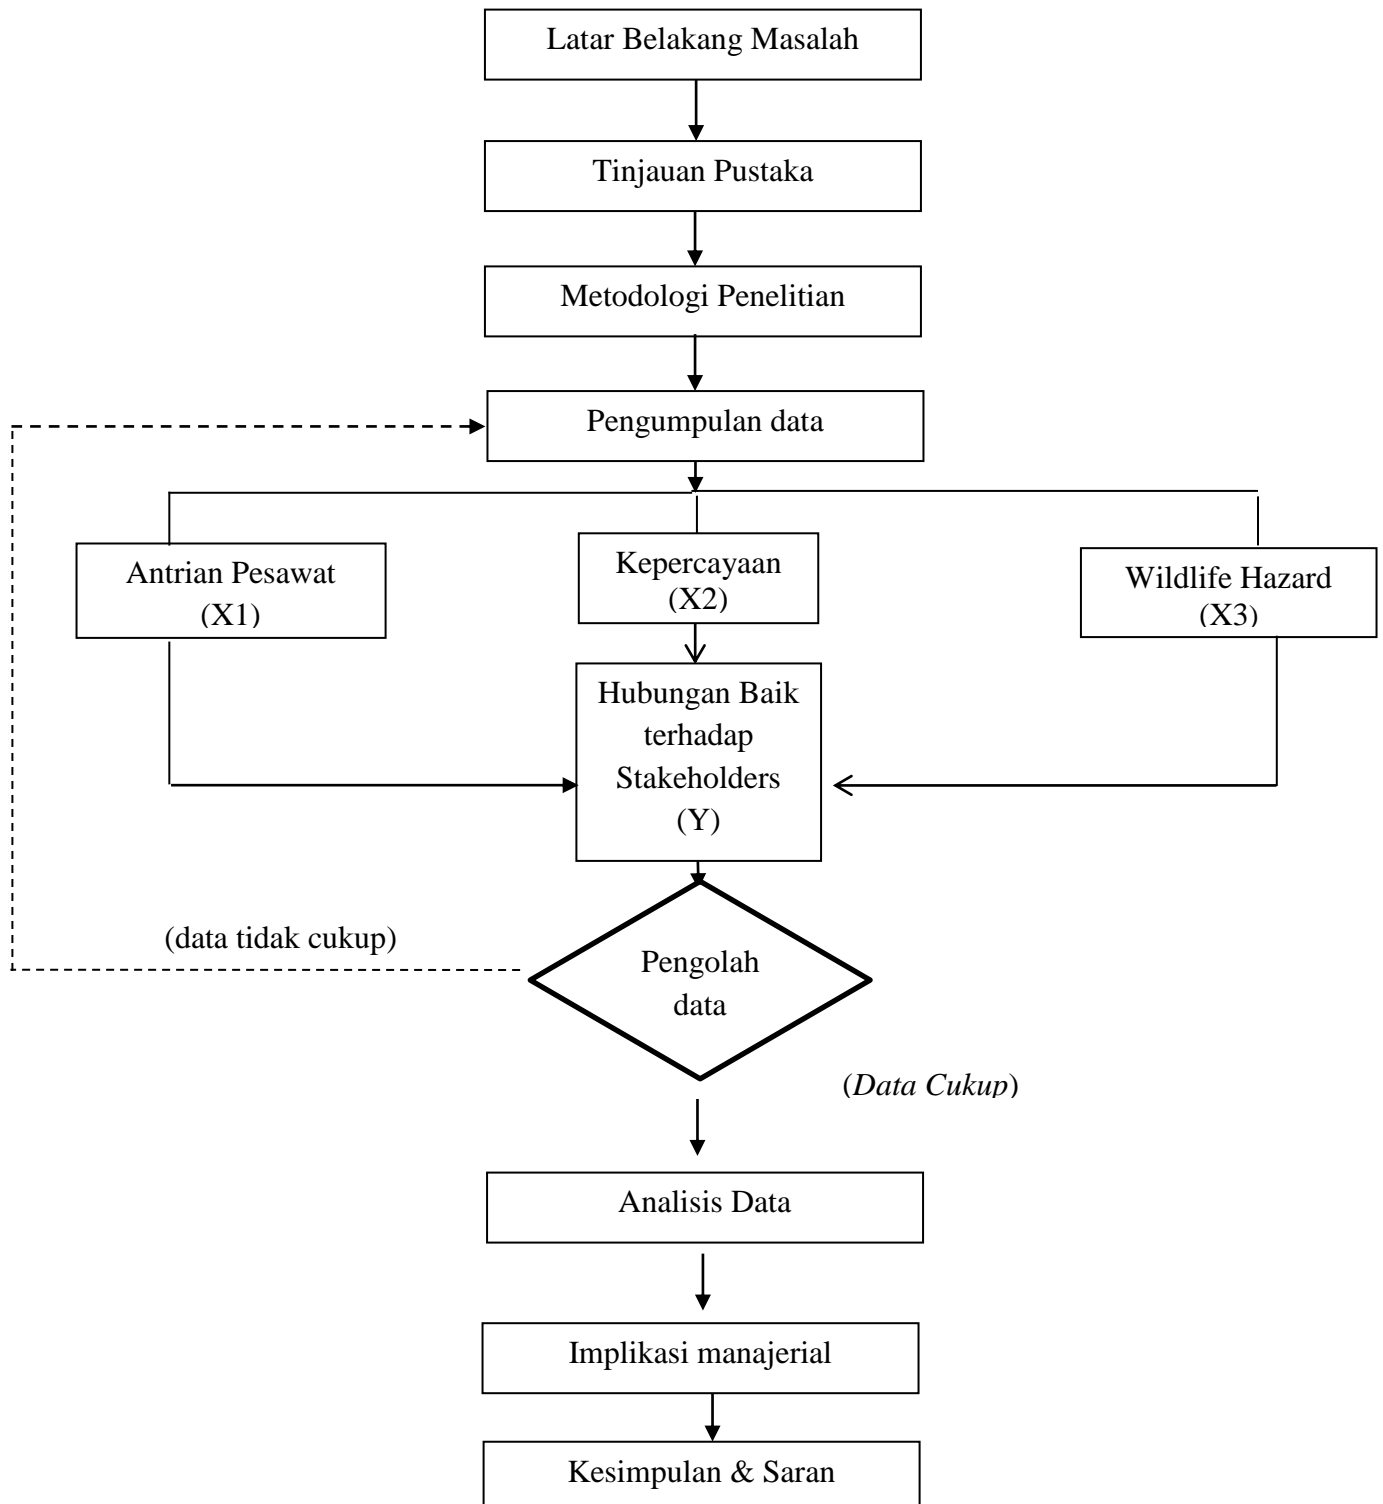 Latar Belakang Masalah
Tinjauan Pustaka
Metodologi Penelitian
Pengumpulan data
Antrian Pesawat
(X1)
Kepercayaan
(X2)
Wildlife Hazard
(X3)
Hubungan Baik
terhadap
Stakeholders
(Y)
(data tidak cukup)
Pengolah
data
(Data Cukup)
Analisis Data
Implikasi manajerial
Kesimpulan & Saran